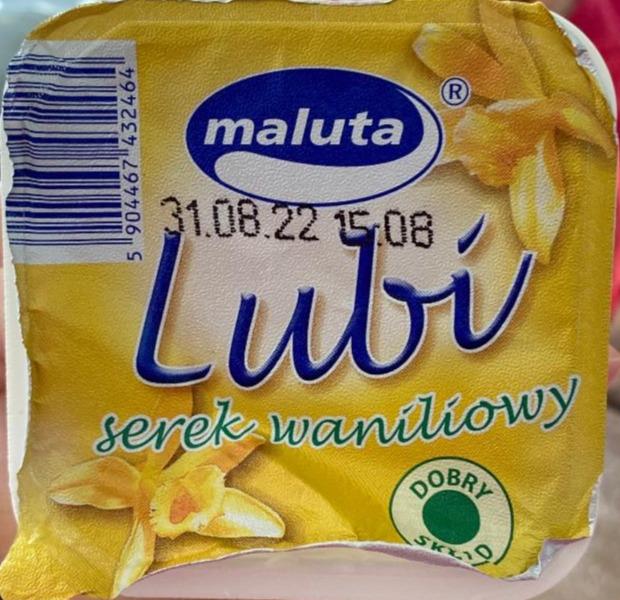 maluta
®
31.08.22 15.08
Lubi
serek waniliowy
DOBRY
SKŁAD
5 904467 432464